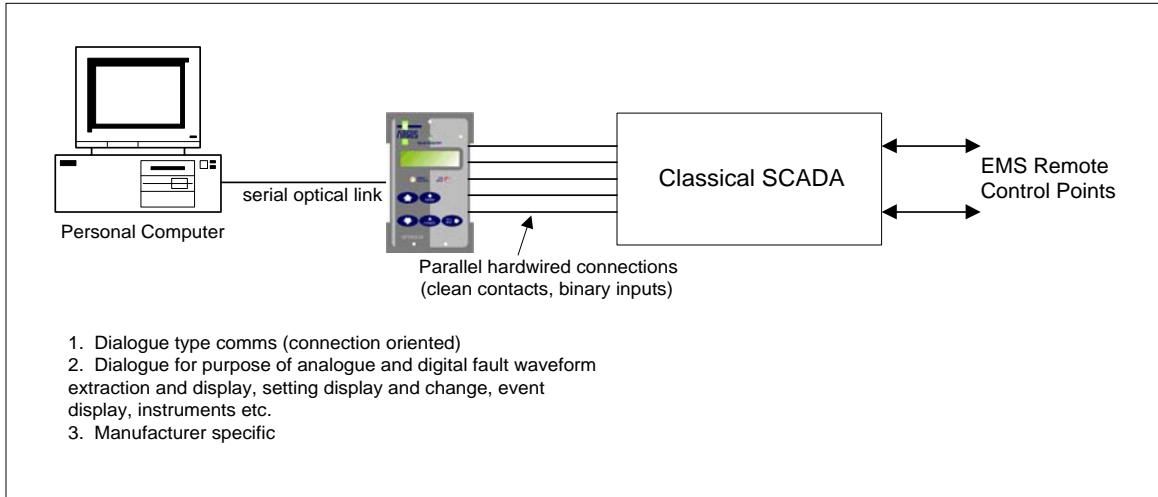 serial optical link
Personal Computer
ARGUS
Classical SCADA
EMS Remote
Control Points
Parallel hardwired connections
(clean contacts, binary inputs)
1. Dialogue type comms (connection oriented)
2. Dialogue for purpose of analogue and digital fault waveform
extraction and display, setting display and change, event
display, instruments etc.
3. Manufacturer specific